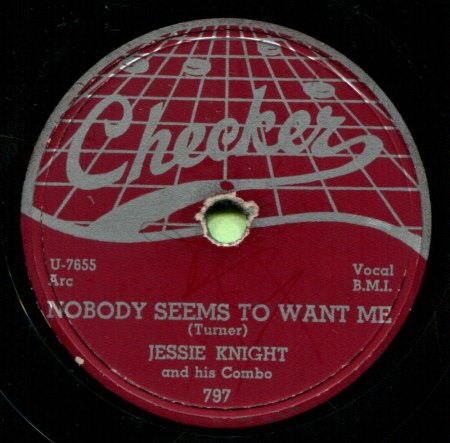 Checker
U-7655
Arc
Vocal
B.M.I.
NOBODY SEEMS TO WANT ME
(Turner)
JESSIE KNIGHT
and his Combo
797